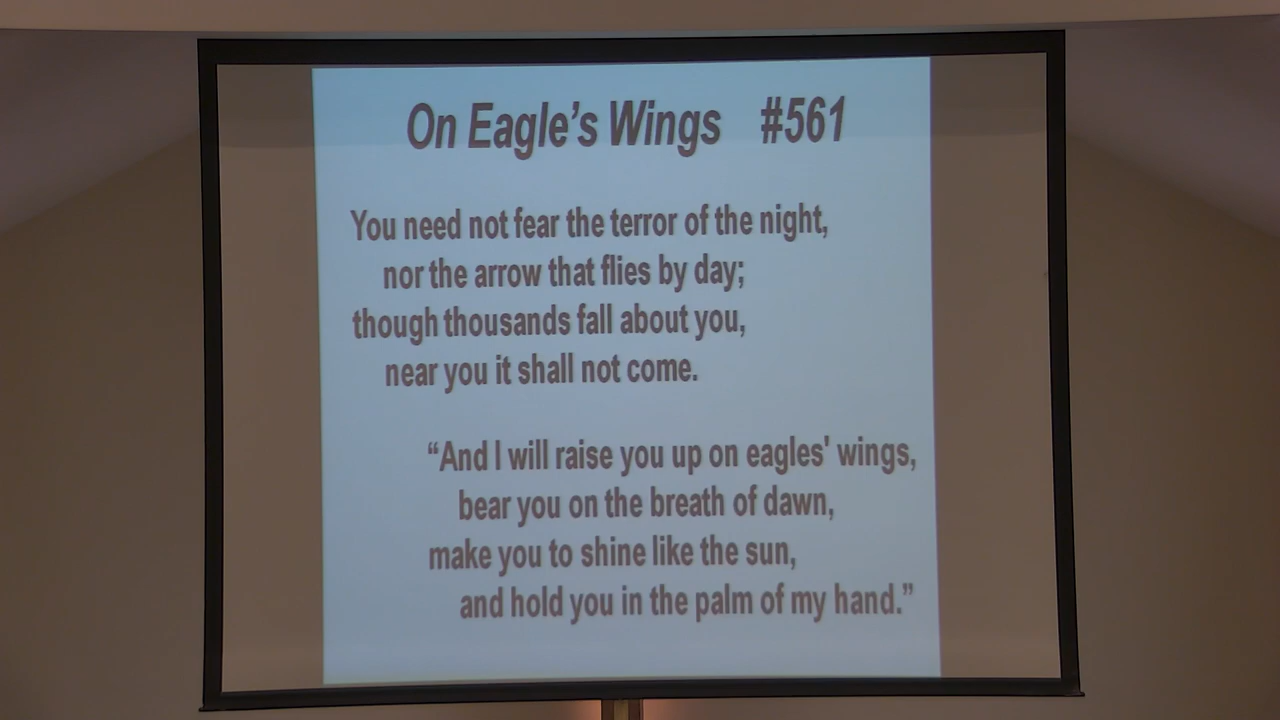 On Eagle’s Wings #561
You need not fear the terror of the night,
nor the arrow that flies by day;
though thousands fall about you,
near you it shall not come.
“And I will raise you up on eagles' wings,
bear you on the breath of dawn,
make you to shine like the sun,
and hold you in the palm of my hand.”